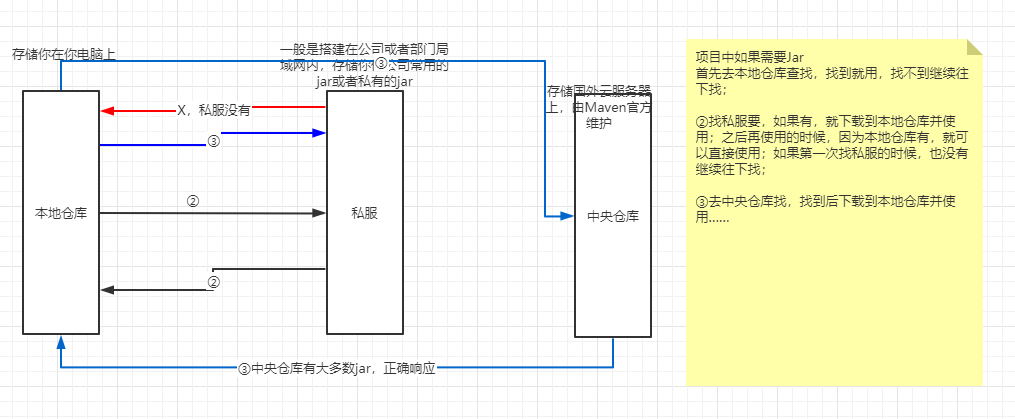 存储你在你电脑上
一般是搭建在公司或者部门局
域网内，存储你们公司常用的
jar或者私有的jar
③
存储国外云服务器
上，由Maven官方
维护
X，私服没有
③
②
本地仓库
私服
中央仓库
②
③中央仓库有大多数jar，正确响应
项目中如果需要Jar
首先去本地仓库查找，找到就用，找不到继续往
下找；
②找私服要，如果有，就下载到本地仓库并使
用；之后再使用的时候，因为本地仓库有，就可
以直接使用；如果第一次找私服的时候，也没有
继续往下找；
③去中央仓库找，找到后下载到本地仓库并使
用......